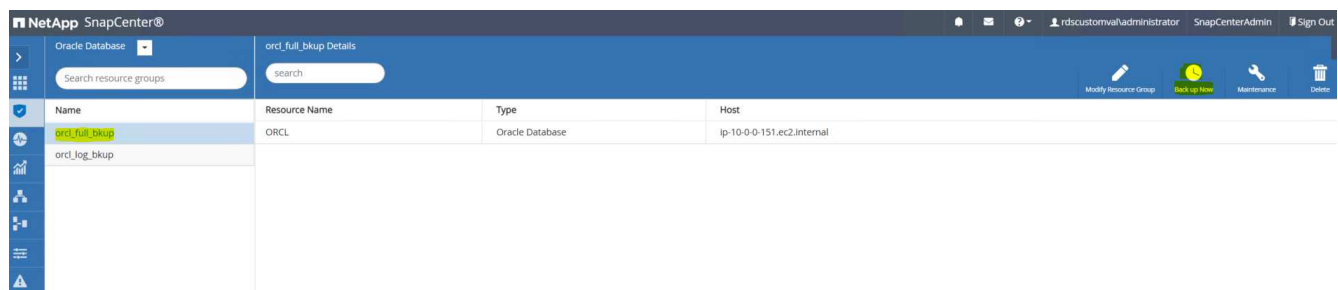 NetApp SnapCenter®
rdscustomval\administrator SnapCenterAdmin Sign Out
Oracle Database
Search resource groups
Name
orcl_full_bkup
orcl_log_bkup
orcl_full_bkup Details
search
Modify Resource Group Back up Now Maintenance Delete
Resource Name Type Host
ORCL Oracle Database ip-10-0-0-151.ec2.internal